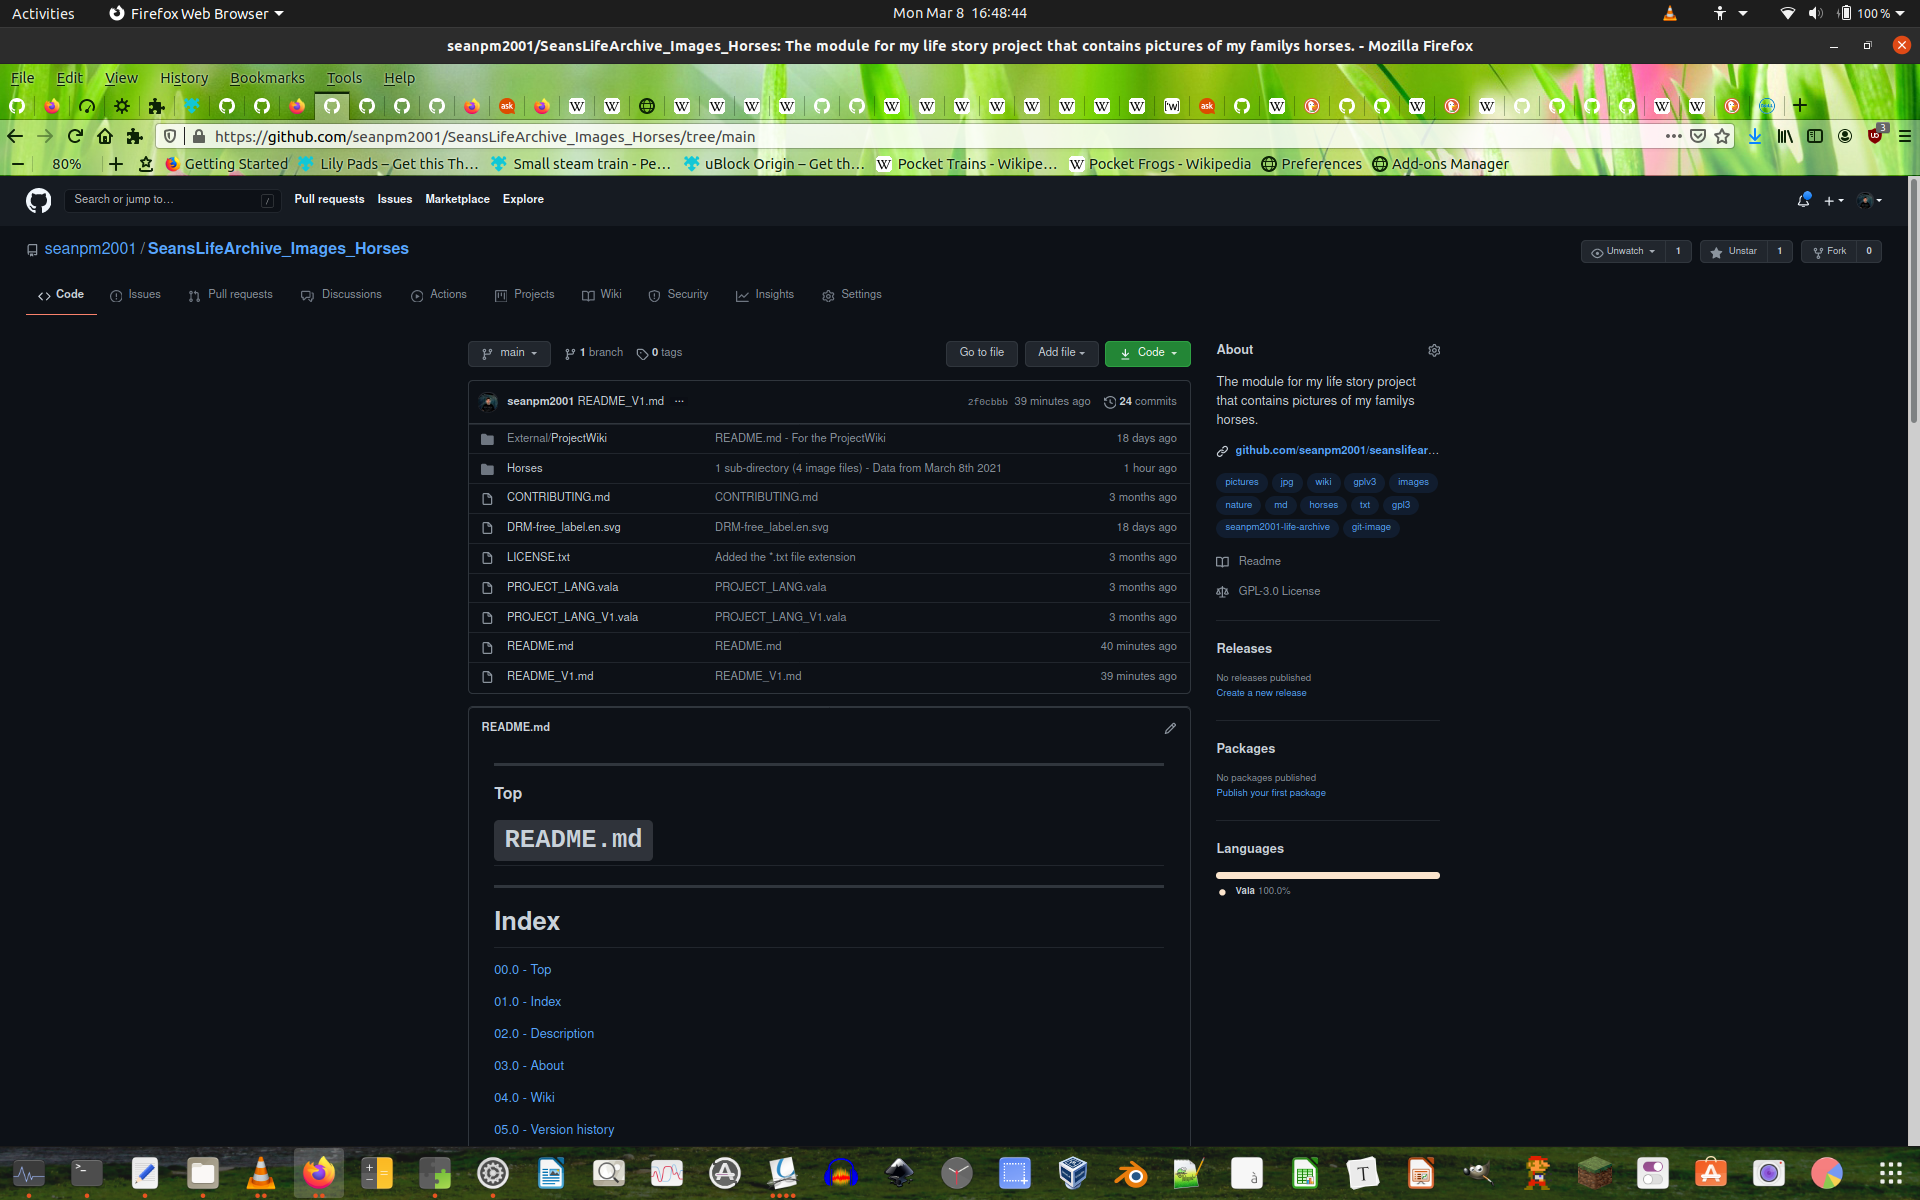 Activities Firefox Web Browser Mon Mar 8 16:48:44 100 %
seanpm2001/SeansLifeArchive_Images_Horses: The module for my life story project that contains pictures of my familys horses. - Mozilla Firefox
File Edit View History Bookmarks Tools Help
https://github.com/seanpm2001/SeansLifeArchive_Images_Horses/tree/main 3
80% Getting Started Lily Pads – Get this Th… Small steam train - Pe… uBlock Origin – Get th… Pocket Trains - Wikipe… Pocket Frogs - Wikipedia Preferences Add-ons Manager
Search or jump to… / Pull requests Issues Marketplace Explore
seanpm2001 / SeansLifeArchive_Images_Horses Unwatch 1 Unstar 1 Fork 0
Code Issues Pull requests Discussions Actions Projects Wiki Security Insights Settings
main 1 branch 0 tags Go to file Add file Code
seanpm2001 README_V1.md ··· 2f0cbbb 39 minutes ago 24 commits
External/ProjectWiki README.md - For the ProjectWiki 18 days ago
Horses 1 sub-directory (4 image files) - Data from March 8th 2021 1 hour ago
CONTRIBUTING.md CONTRIBUTING.md 3 months ago
DRM-free_label.en.svg DRM-free_label.en.svg 18 days ago
LICENSE.txt Added the *.txt file extension 3 months ago
PROJECT_LANG.vala PROJECT_LANG.vala 3 months ago
PROJECT_LANG_V1.vala PROJECT_LANG_V1.vala 3 months ago
README.md README.md 40 minutes ago
README_V1.md README_V1.md 39 minutes ago
README.md
Top
README.md
Index
00.0 - Top
01.0 - Index
02.0 - Description
03.0 - About
04.0 - Wiki
05.0 - Version history
About
The module for my life story project
that contains pictures of my familys
horses.
github.com/seanpm2001/seanslifear…
pictures jpg wiki gplv3 images
nature md horses txt gpl3
seanpm2001-life-archive git-image
Readme
GPL-3.0 License
Releases
No releases published
Create a new release
Packages
No packages published
Publish your first package
Languages
Vala 100.0%